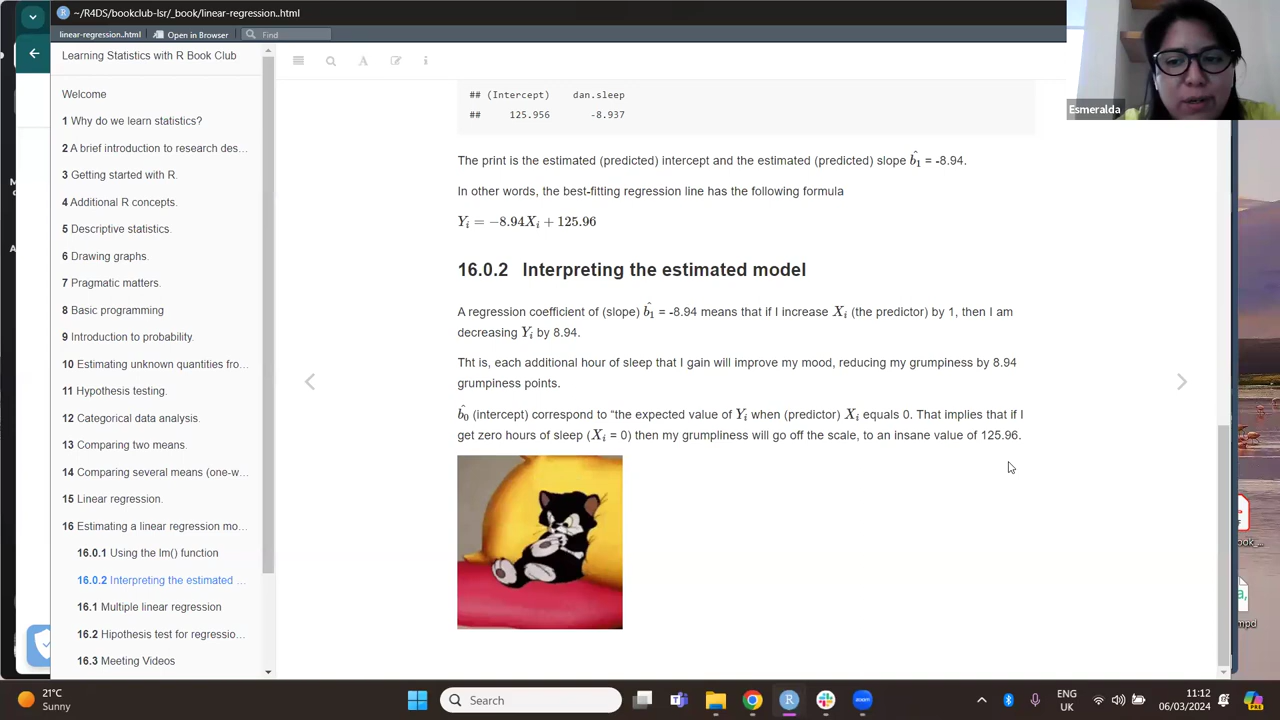 ~/R4DS/bookclub-lsr/_book/linear-regression..html
linear-regression..html
Open in Browser
Find
Learning Statistics with R Book Club
Welcome
1 Why do we learn statistics?
2 A brief introduction to research des...
3 Getting started with R.
4 Additional R concepts.
5 Descriptive statistics.
6 Drawing graphs.
7 Pragmatic matters.
8 Basic programming
9 Introduction to probability.
10 Estimating unknown quantities fro...
11 Hypothesis testing.
12 Categorical data analysis.
13 Comparing two means.
14 Comparing several means (one-w...
15 Linear regression.
16 Estimating a linear regression mo...
16.0.1 Using the lm() function
16.0.2 Interpreting the estimated ...
16.1 Multiple linear regression
16.2 Hipothesis test for regressio...
16.3 Meeting Videos
## (Intercept) dan.sleep
## 125.956 -8.937
The print is the estimated (predicted) intercept and the estimated (predicted) slope b̂₁ = -8.94.
In other words, the best-fitting regression line has the following formula
Yᵢ = −8.94Xᵢ + 125.96
16.0.2 Interpreting the estimated model
A regression coefficient of (slope) b̂₁ = -8.94 means that if I increase Xᵢ (the predictor) by 1, then I am
decreasing Yᵢ by 8.94.
Tht is, each additional hour of sleep that I gain will improve my mood, reducing my grumpiness by 8.94
grumpiness points.
b̂₀ (intercept) correspond to “the expected value of Yᵢ when (predictor) Xᵢ equals 0. That implies that if I
get zero hours of sleep (Xᵢ = 0) then my grumpliness will go off the scale, to an insane value of 125.96.
Esmeralda
21°C
Sunny
Search
ENG
UK
11:12
06/03/2024